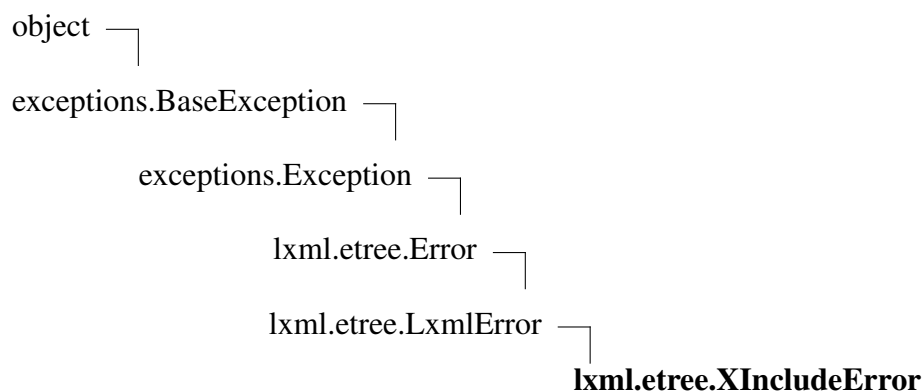 object
exceptions.BaseException
exceptions.Exception
lxml.etree.Error
lxml.etree.LxmlError
lxml.etree.XIncludeError